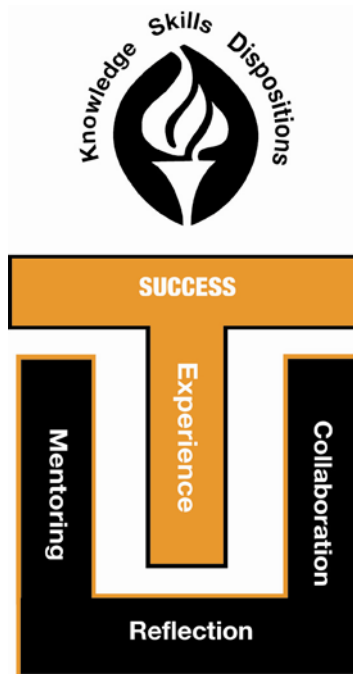 Knowledge Skills Dispositions
SUCCESS
Experience
Mentoring
Collaboration
Reflection